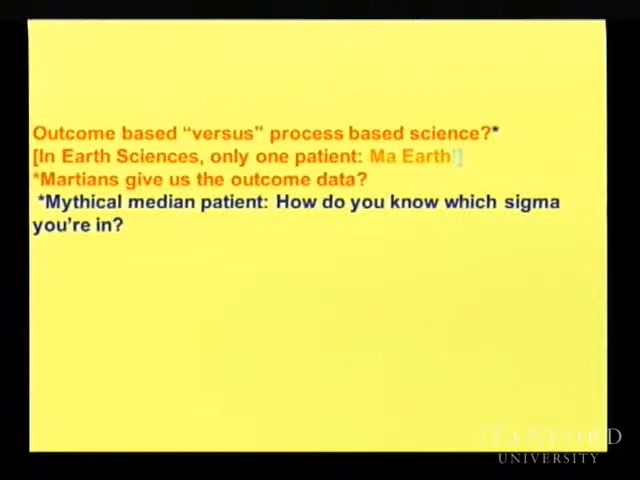 Outcome based “versus” process based science?*
[In Earth Sciences, only one patient: Ma Earth!]
*Martians give us the outcome data?
*Mythical median patient: How do you know which sigma
you're in?
STANFORD
UNIVERSITY